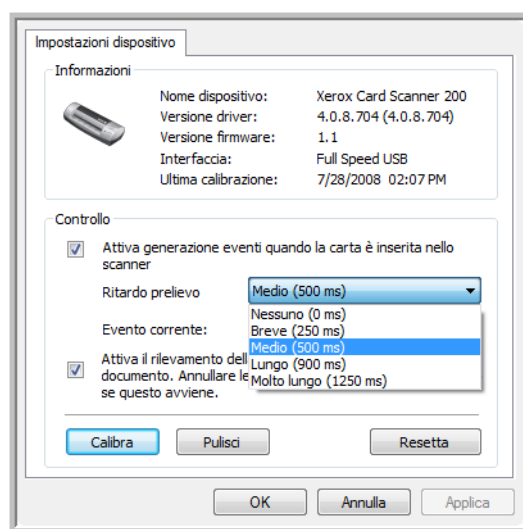 Impostazioni dispositivo
Informazioni
Nome dispositivo: Xerox Card Scanner 200
Versione driver: 4.0.8.704 (4.0.8.704)
Versione firmware: 1.1
Interfaccia: Full Speed USB
Ultima calibrazione: 7/28/2008 02:07 PM
Controllo
Attiva generazione eventi quando la carta è inserita nello
scanner
Ritardo prelievo Medio (500 ms)
Nessuno (0 ms)
Evento corrente: Breve (250 ms)
Medio (500 ms)
Attiva il rilevamento dell
Lungo (900 ms)
documento. Annullare le
Molto lungo (1250 ms)
se questo avviene.
Calibra Pulisci Resetta
OK Annulla Applica